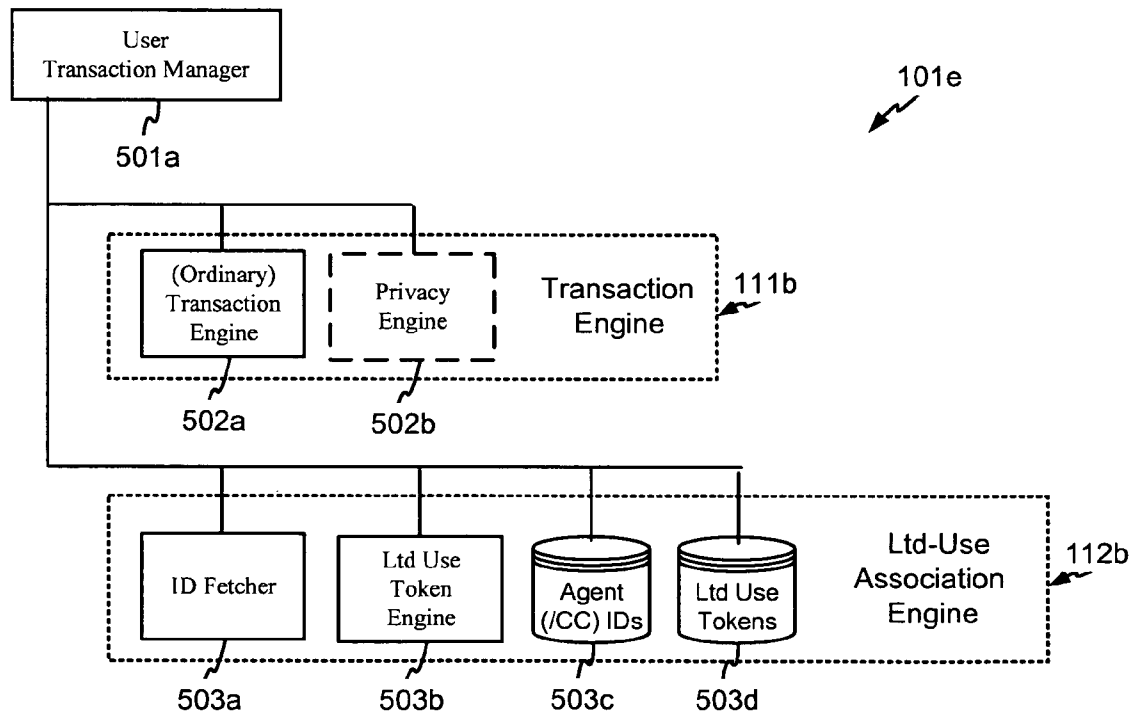 User
Transaction Manager
101e
501a
(Ordinary)
Transaction
Engine
Privacy
Engine
Transaction
Engine
111b
502a
502b
ID Fetcher
Ltd Use
Token
Engine
Agent
(/CC) IDs
Ltd Use
Tokens
Ltd-Use
Association
Engine
112b
503a
503b
503c
503d